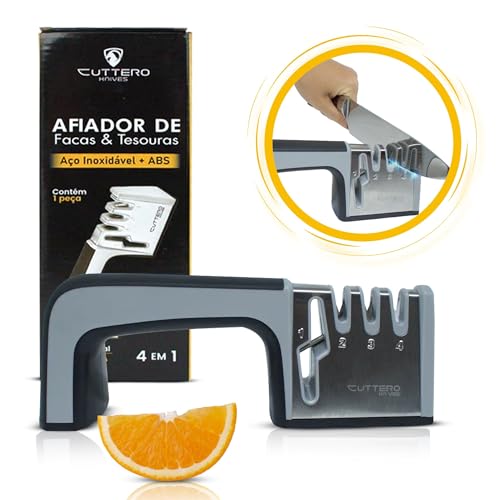 CUTTERO
KNIVES
AFIADOR DE
Facas & Tesouras
Aço Inoxidável + ABS
Contém
1 peça
CUTTERO
4 EM 1
1
2 3 4
CUTTERO
KNIVES